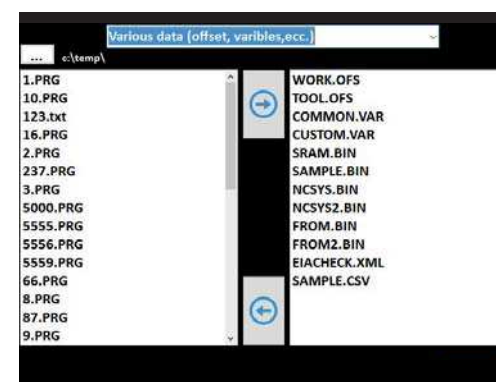 Various data (offset, varibles,ecc.)
... c:\temp\
1.PRG
10.PRG
123.txt
16.PRG
2.PRG
237.PRG
3.PRG
5000.PRG
5555.PRG
5556.PRG
5559.PRG
66.PRG
8.PRG
87.PRG
9.PRG
WORK.OFS
TOOL.OFS
COMMON.VAR
CUSTOM.VAR
SRAM.BIN
SAMPLE.BIN
NCSYS.BIN
NCSYS2.BIN
FROM.BIN
FROM2.BIN
EIACHECK.XML
SAMPLE.CSV